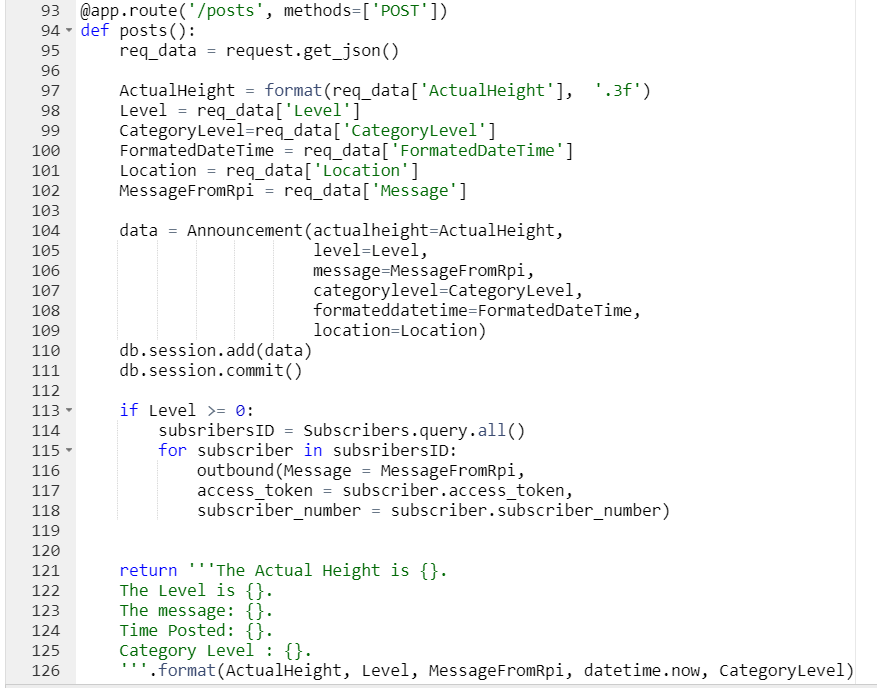 93 @app.route('/posts', methods=['POST'])
94 def posts():
95     req_data = request.get_json()
96
97     ActualHeight = format(req_data['ActualHeight'],  '.3f')
98     Level = req_data['Level']
99     CategoryLevel=req_data['CategoryLevel']
100     FormatedDateTime = req_data['FormatedDateTime']
101     Location = req_data['Location']
102     MessageFromRpi = req_data['Message']
103
104     data = Announcement(actualheight=ActualHeight,
105                         level=Level,
106                         message=MessageFromRpi,
107                         categorylevel=CategoryLevel,
108                         formateddatetime=FormatedDateTime,
109                         location=Location)
110     db.session.add(data)
111     db.session.commit()
112
113     if Level >= 0:
114         subsribersID = Subscribers.query.all()
115         for subscriber in subsribersID:
116             outbound(Message = MessageFromRpi,
117             access_token = subscriber.access_token,
118             subscriber_number = subscriber.subscriber_number)
119
120
121     return '''The Actual Height is {}.
122     The Level is {}.
123     The message: {}.
124     Time Posted: {}.
125     Category Level : {}.
126     '''.format(ActualHeight, Level, MessageFromRpi, datetime.now, CategoryLevel)